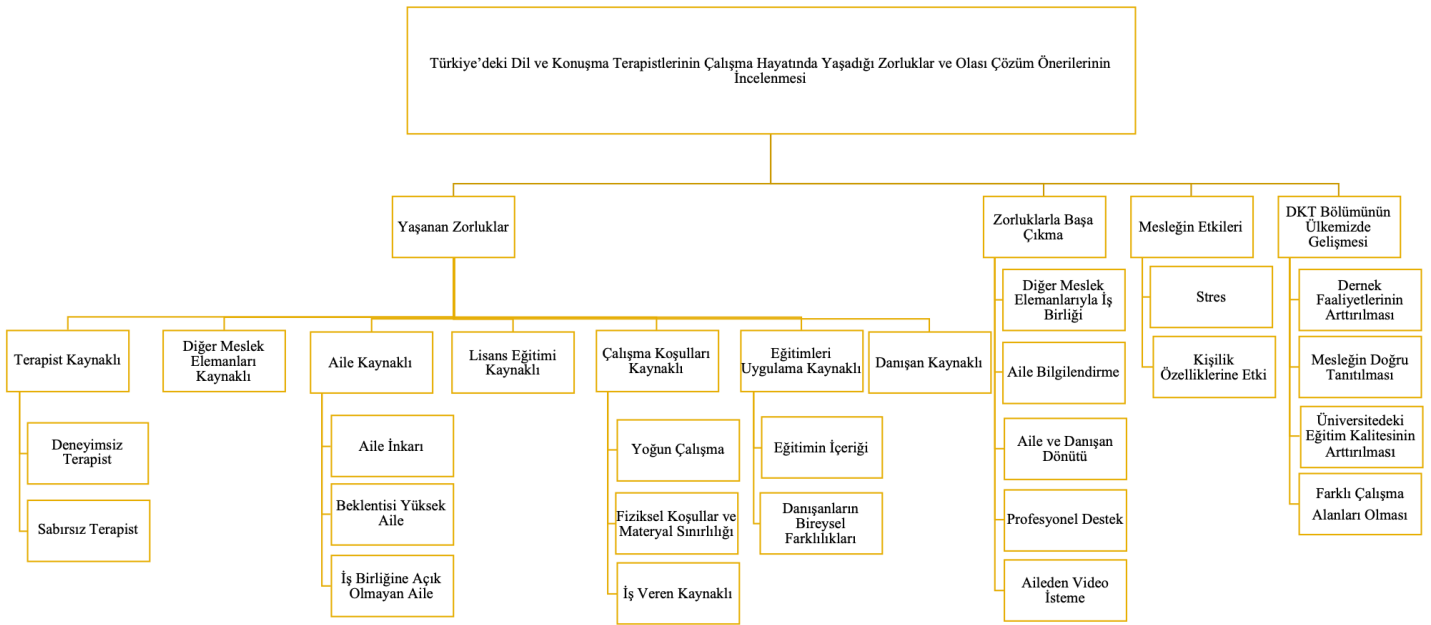 Türkiye’deki Dil ve Konuşma Terapistlerinin Çalışma Hayatında Yaşadığı Zorluklar ve Olası Çözüm Önerilerinin
İncelenmesi
Yaşanan Zorluklar
Terapist Kaynaklı
Deneyimsiz
Terapist
Sabırsız Terapist
Diğer Meslek
Elemanları
Kaynaklı
Aile Kaynaklı
Aile İnkarı
Beklentisi Yüksek
Aile
İş Birliğine Açık
Olmayan Aile
Lisans Eğitimi
Kaynaklı
Çalışma Koşulları
Kaynaklı
Yoğun Çalışma
Fiziksel Koşullar ve
Materyal Sınırlılığı
İş Veren Kaynaklı
Eğitimleri
Uygulama Kaynaklı
Eğitimin İçeriği
Danışanların
Bireysel
Farklılıkları
Danışan Kaynaklı
Zorluklarla Başa
Çıkma
Diğer Meslek
Elemanlarıyla İş
Birliği
Aile Bilgilendirme
Aile ve Danışan
Dönütü
Profesyonel Destek
Aileden Video
İsteme
Mesleğin Etkileri
Stres
Kişilik
Özelliklerine Etki
DKT Bölümünün
Ülkemizde
Gelişmesi
Dernek
Faaliyetlerinin
Arttırılması
Mesleğin Doğru
Tanıtılması
Üniversitedeki
Eğitim Kalitesinin
Arttırılması
Farklı Çalışma
Alanları Olması